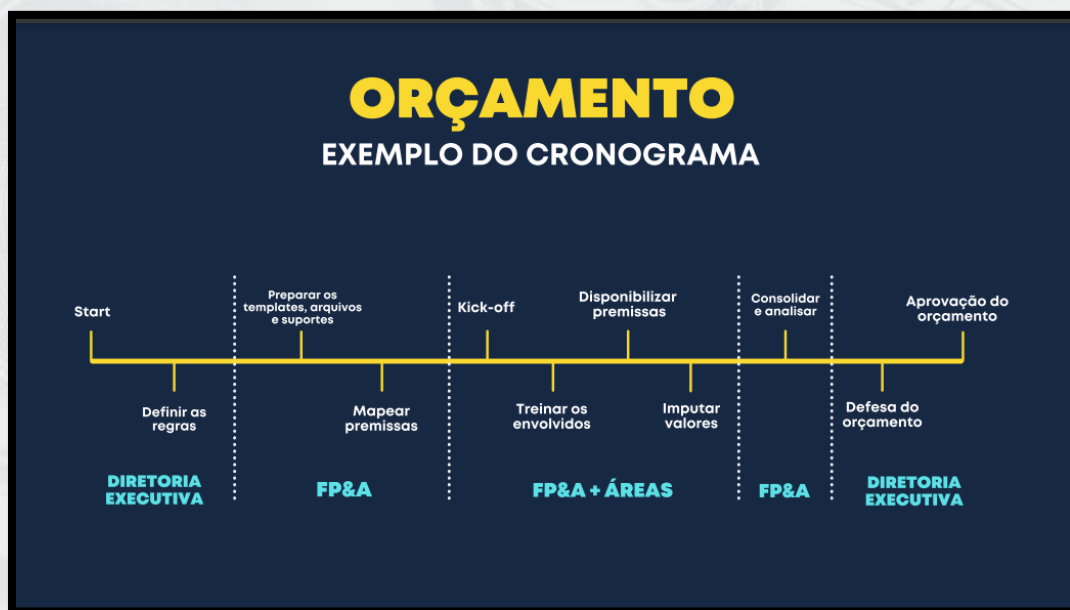 ORÇAMENTO
EXEMPLO DO CRONOGRAMA
Start
Definir as
regras
DIRETORIA
EXECUTIVA
Preparar os
templates, arquivos
e suportes
Mapear
premissas
FP&A
Kick-off
Treinar os
envolvidos
Disponibilizar
premissas
Imputar
valores
FP&A + ÁREAS
Consolidar
e analisar
FP&A
Defesa do
orçamento
Aprovação do
orçamento
DIRETORIA
EXECUTIVA